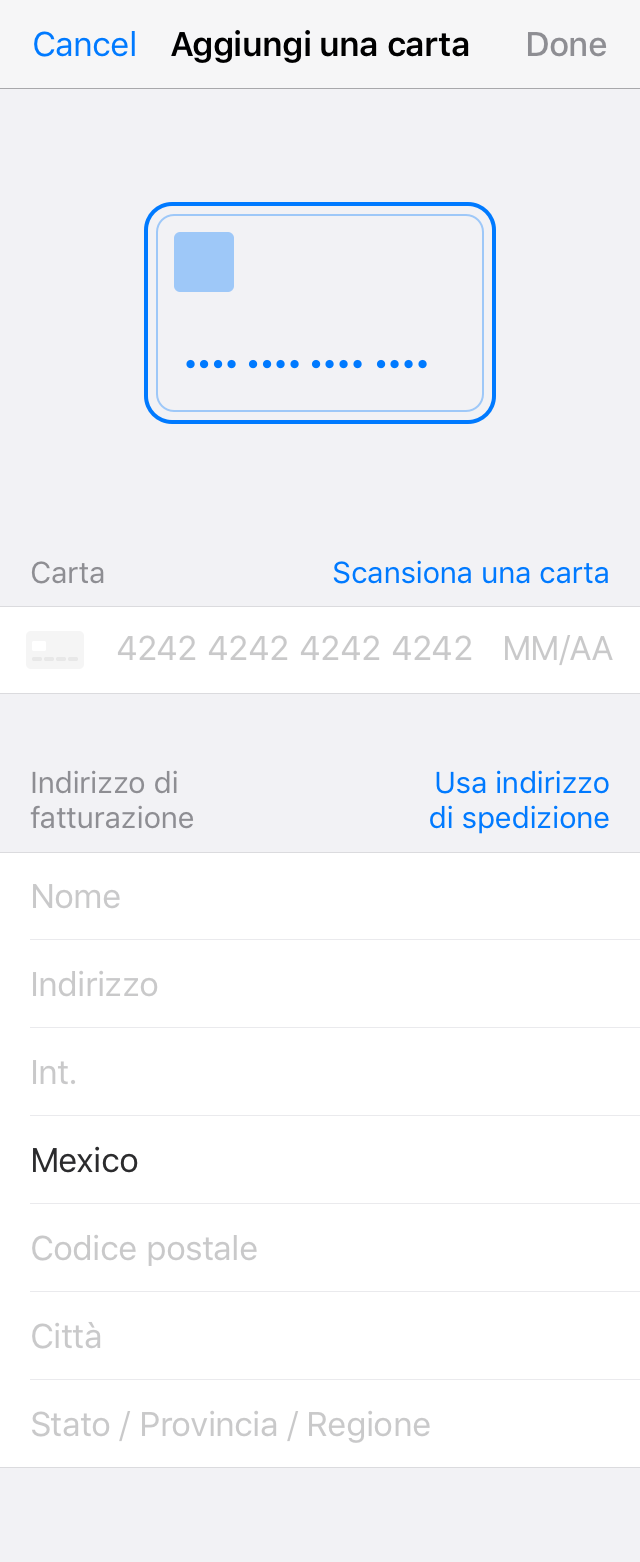 Cancel Aggiungi una carta Done
Carta Scansiona una carta
4242 4242 4242 4242 MM/AA
Indirizzo di
fatturazione
Usa indirizzo
di spedizione
Nome
Indirizzo
Int.
Mexico
Codice postale
Città
Stato / Provincia / Regione